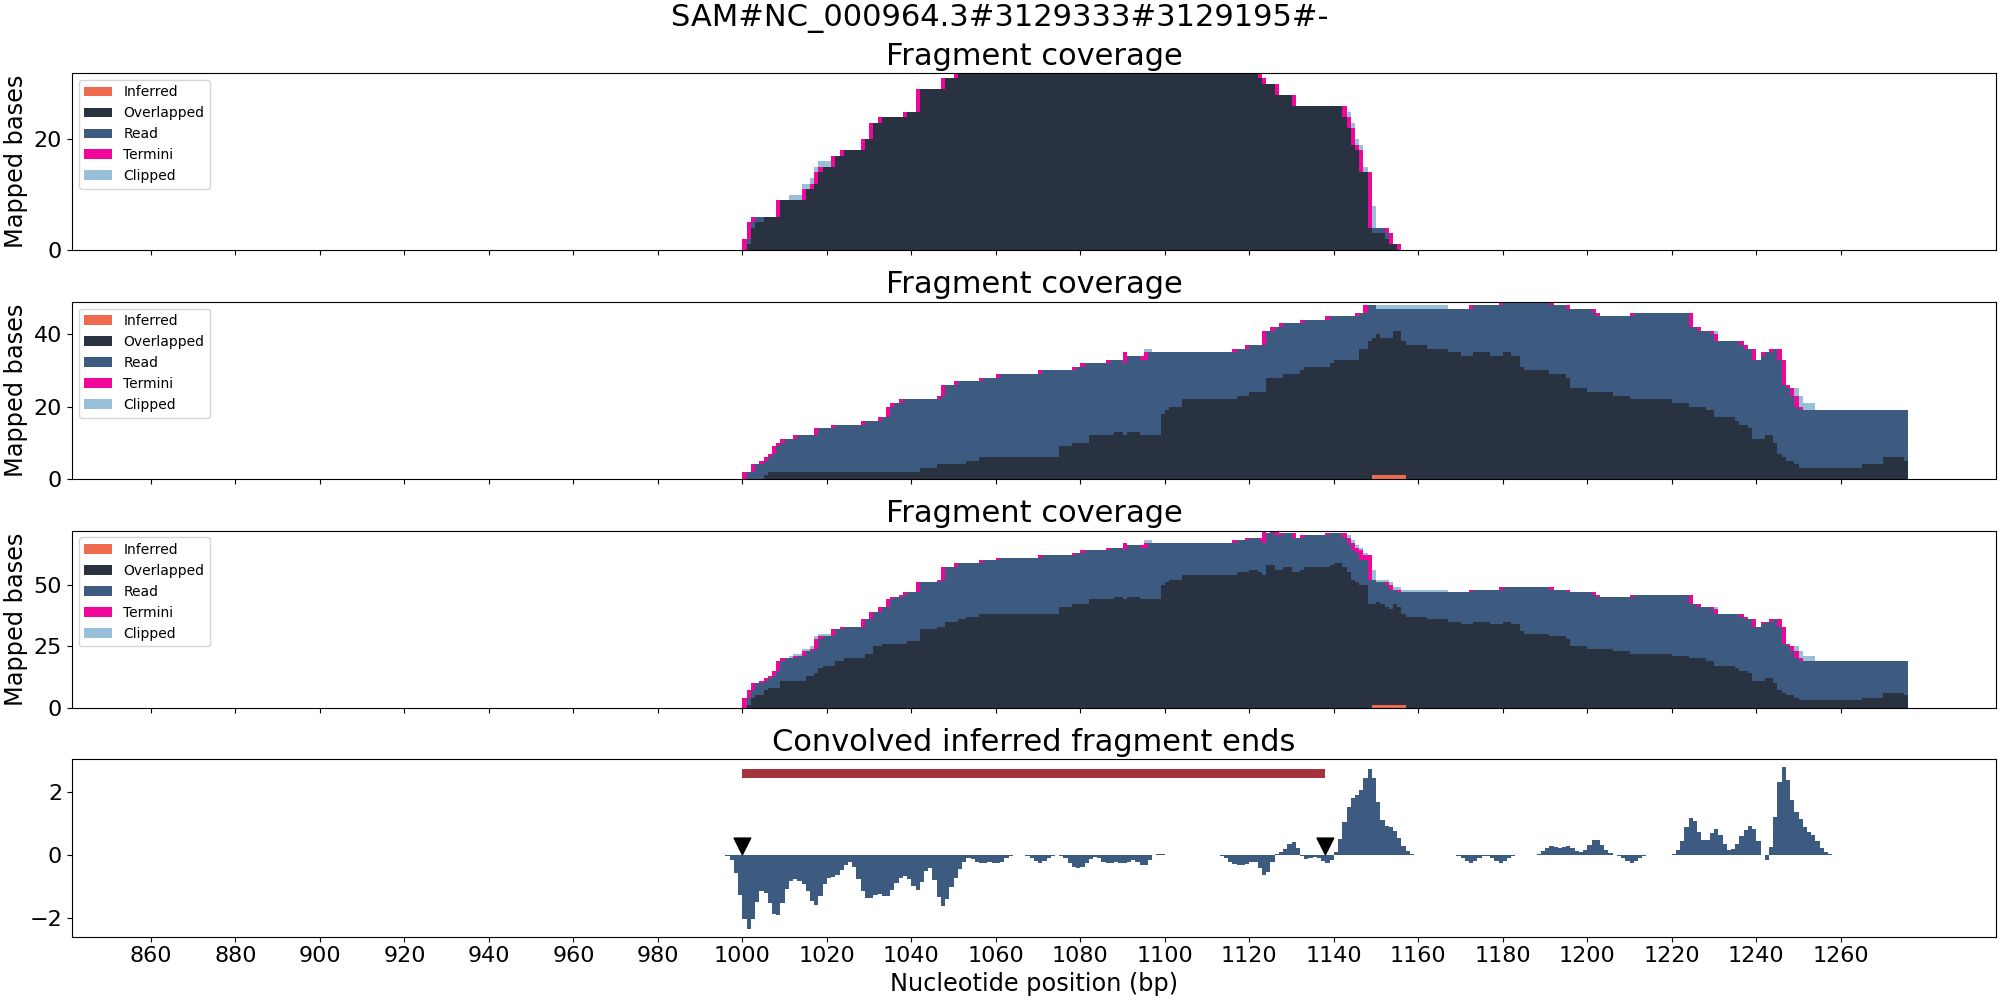 SAM#NC_000964.3#3129333#3129195#-
Fragment coverage
Mapped bases
20
0
Inferred
Overlapped
Read
Termini
Clipped
Fragment coverage
Mapped bases
40
20
0
Inferred
Overlapped
Read
Termini
Clipped
Fragment coverage
Mapped bases
50
25
0
Inferred
Overlapped
Read
Termini
Clipped
Convolved inferred fragment ends
2
0
−2
860 880 900 920 940 960 980 1000 1020 1040 1060 1080 1100 1120 1140 1160 1180 1200 1220 1240 1260
Nucleotide position (bp)